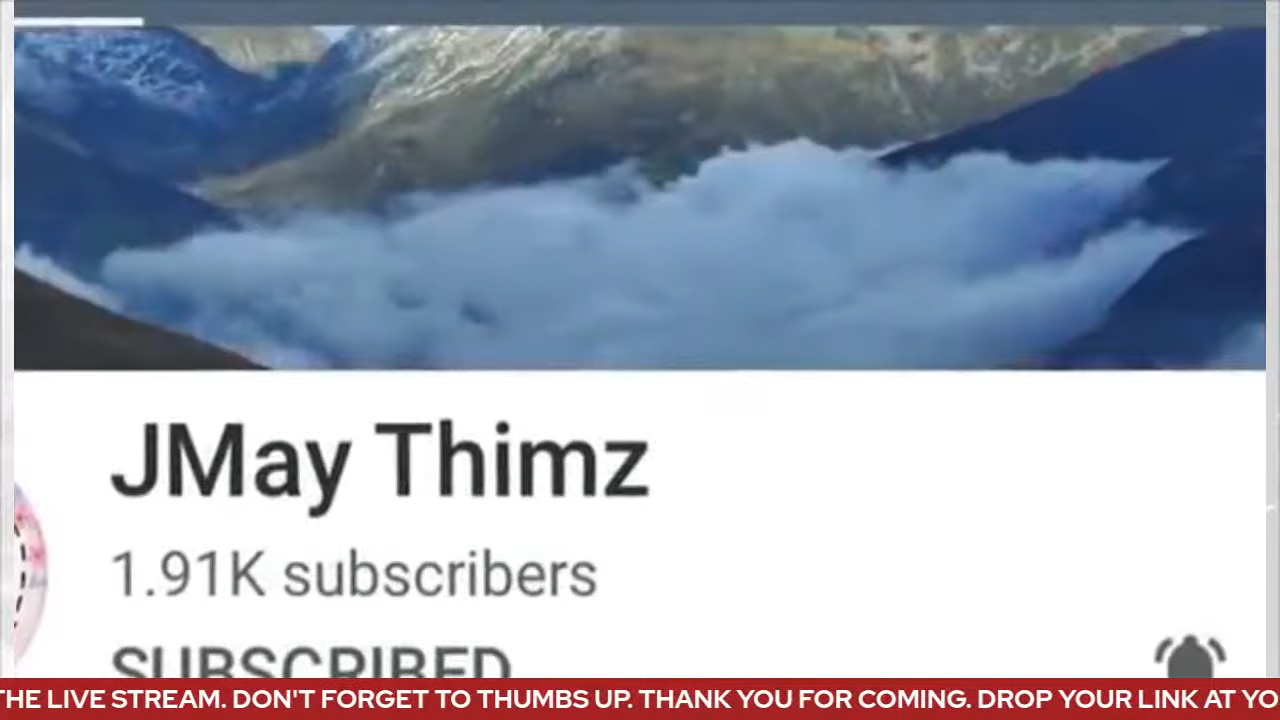 JMay Thimz
1.91K subscribers
SUBSCRIBED
THE LIVE STREAM. DON'T FORGET TO THUMBS UP. THANK YOU FOR COMING. DROP YOUR LINK AT YO